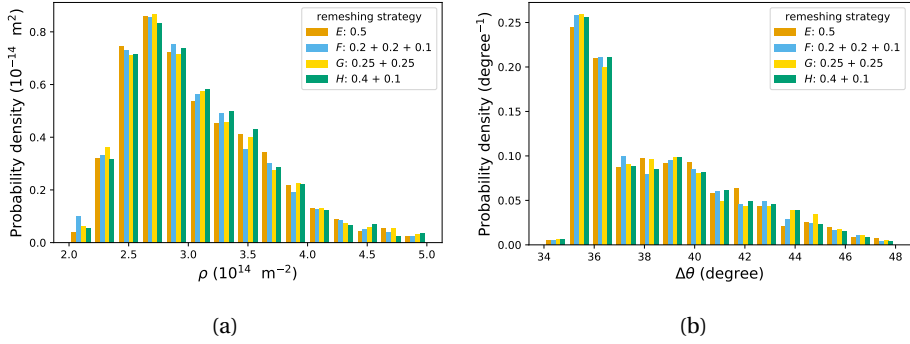 Probability density (10⁻¹⁴ m²)
0.8
0.6
0.4
0.2
0.0
remeshing strategy
E: 0.5
F: 0.2 + 0.2 + 0.1
G: 0.25 + 0.25
H: 0.4 + 0.1
2.0 2.5 3.0 3.5 4.0 4.5 5.0
ρ (10¹⁴ m⁻²)
(a)
Probability density (degree⁻¹)
0.25
0.20
0.15
0.10
0.05
0.00
remeshing strategy
E: 0.5
F: 0.2 + 0.2 + 0.1
G: 0.25 + 0.25
H: 0.4 + 0.1
34 36 38 40 42 44 46 48
Δθ (degree)
(b)